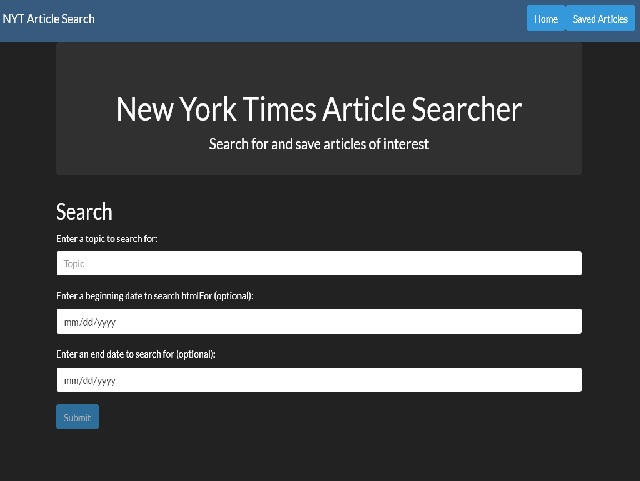 NYT Article Search
Home
Saved Articles
New York Times Article Searcher
Search for and save articles of interest
Search
Enter a topic to search for:
Topic
Enter a beginning date to search htmlFor (optional):
mm/dd/yyyy
Enter an end date to search for (optional):
mm/dd/yyyy
Submit